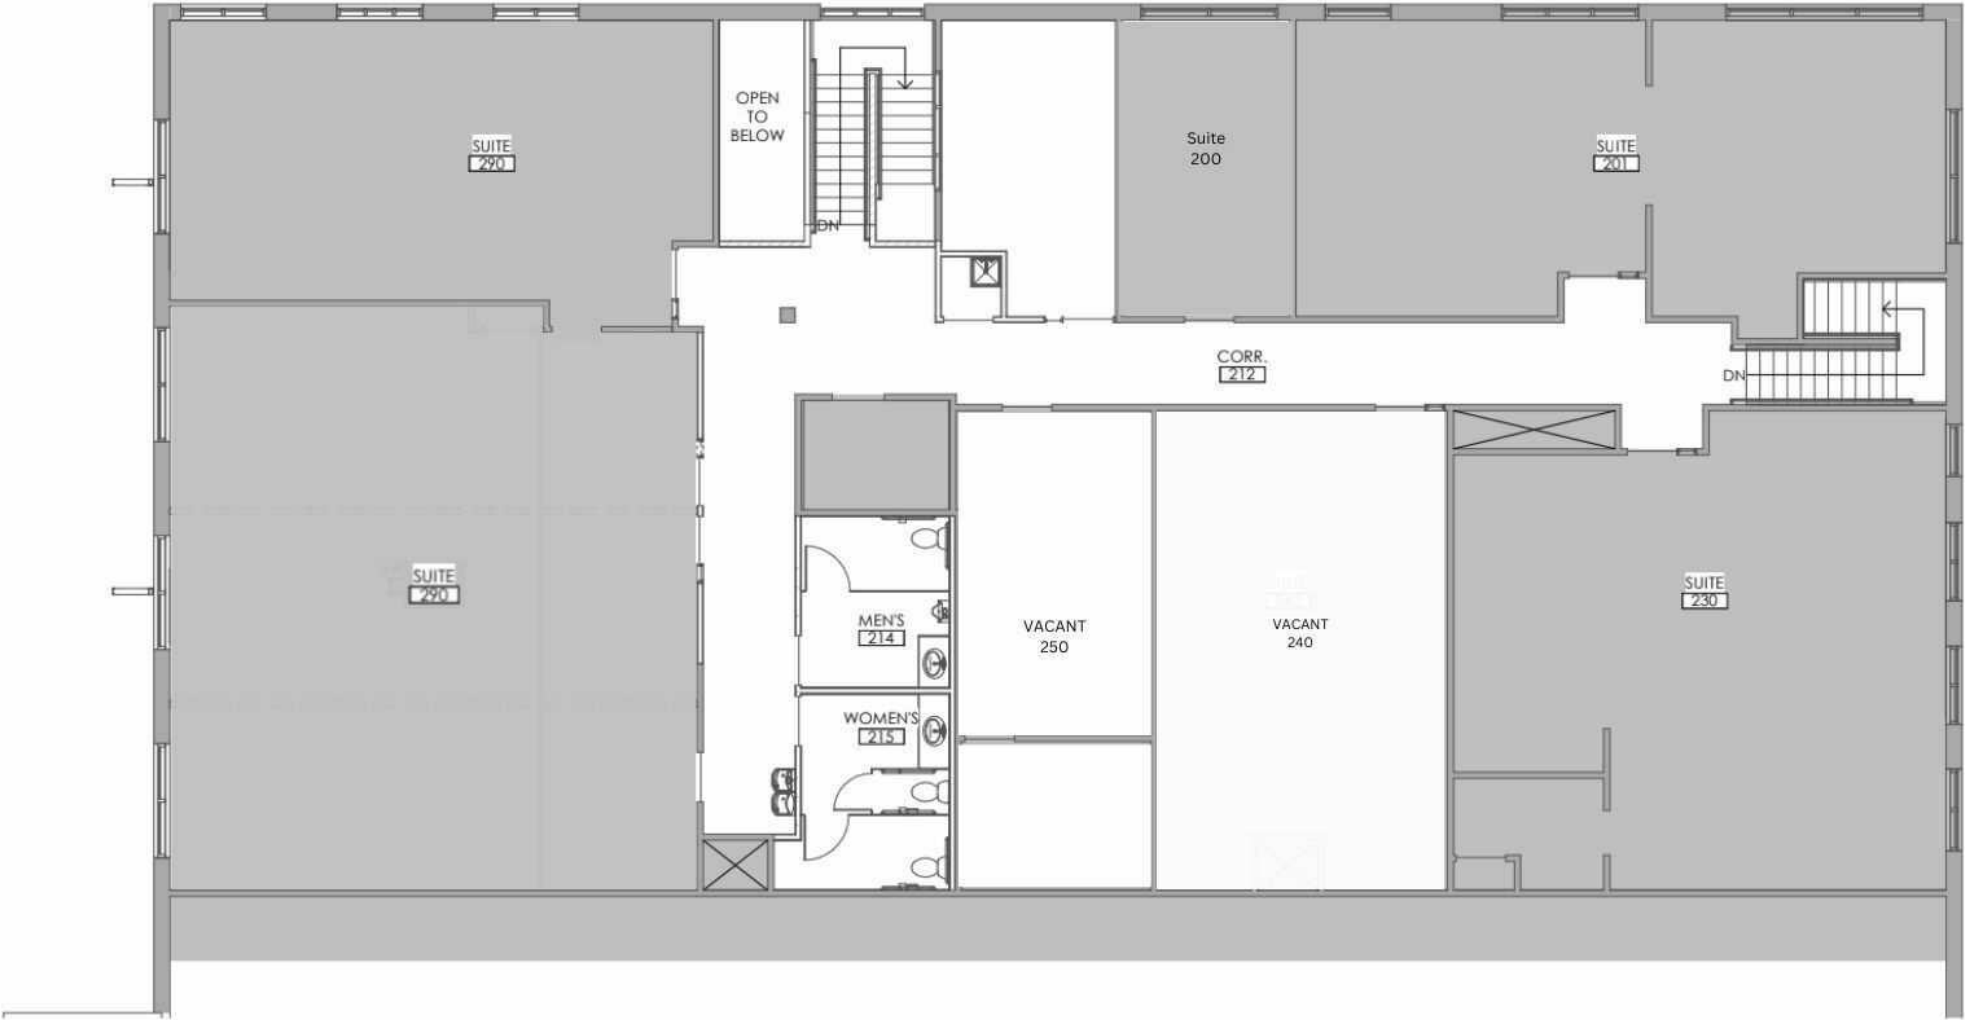 OPEN
TO
BELOW
SUITE
290
Suite
200
SUITE
201
DN
CORR.
212
DN
SUITE
290
MEN'S
214
VACANT
250
VACANT
240
SUITE
230
WOMEN'S
215